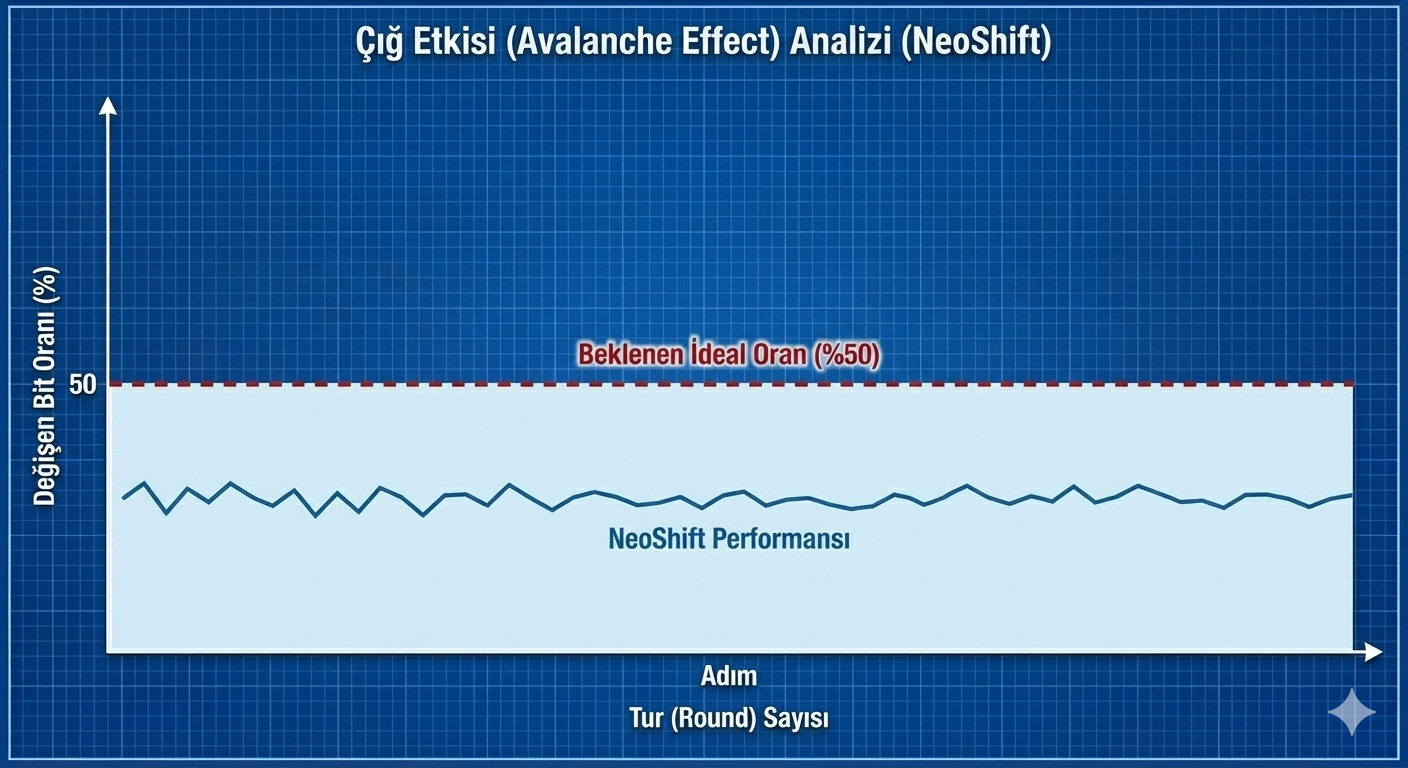 Çığ Etkisi (Avalanche Effect) Analizi (NeoShift)
Değişen Bit Oranı (%)
Beklenen İdeal Oran (%50)
50
NeoShift Performansı
Adım
Tur (Round) Sayısı